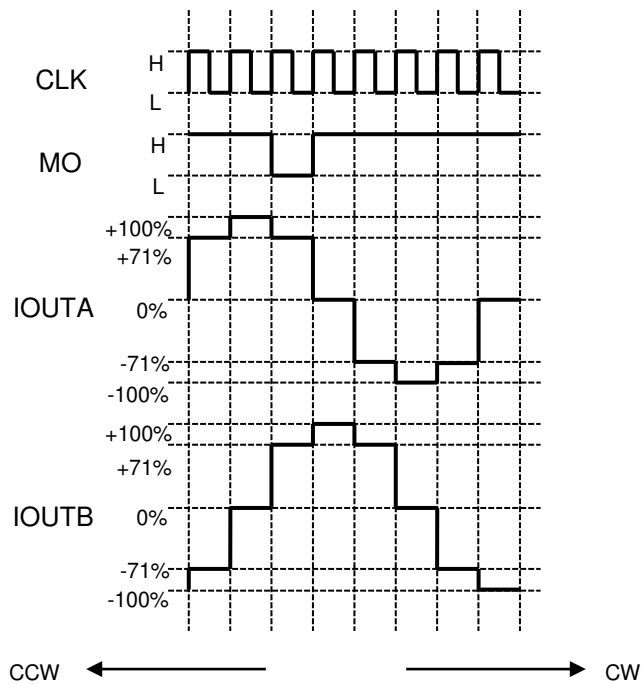 CLK
H
L
MO
H
L
IOUTA
+100%
+71%
0%
-71%
-100%
IOUTB
+100%
+71%
0%
-71%
-100%
CCW
CW